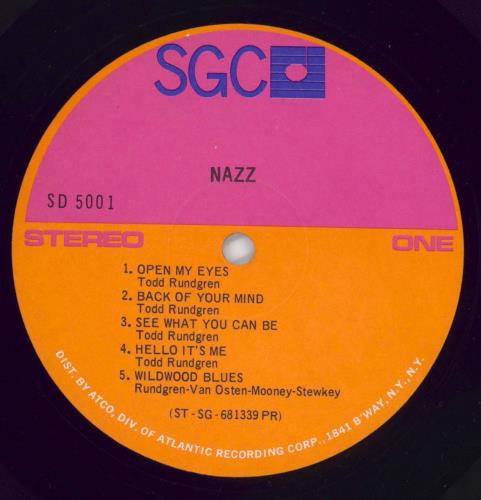 SGC
NAZZ
SD 5001
STEREO ONE
1. OPEN MY EYES
Todd Rundgren
2. BACK OF YOUR MIND
Todd Rundgren
3. SEE WHAT YOU CAN BE
Todd Rundgren
4. HELLO IT'S ME
Todd Rundgren
5. WILDWOOD BLUES
Rundgren-Van Osten-Mooney-Stewkey
(ST-SG-681339 PR)
DIST. BY ATCO, DIV. OF ATLANTIC RECORDING CORP., 1841 B'WAY, N.Y., N.Y.